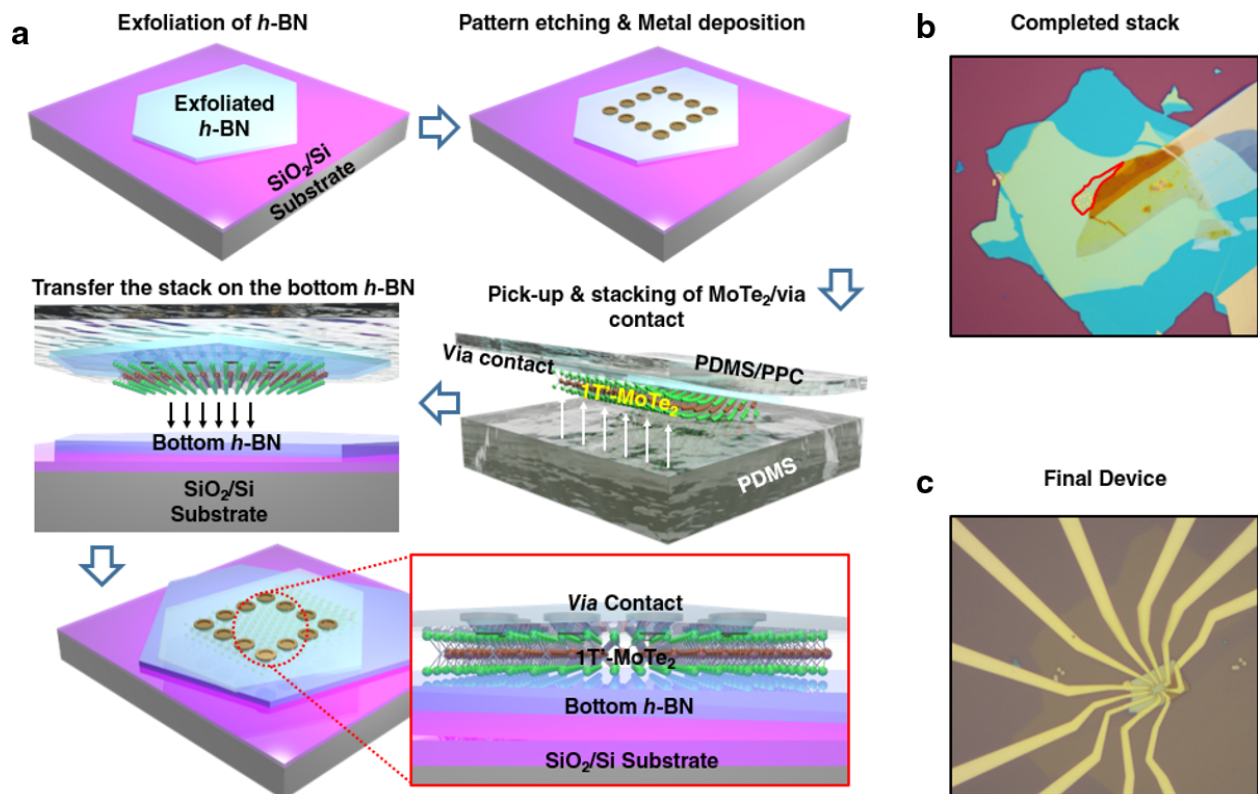 a
Exfoliation of h-BN
Exfoliated
h-BN
SiO₂/Si
Substrate
Pattern etching & Metal deposition
Pick-up & stacking of MoTe₂/via
contact
Via contact
PDMS/PPC
1T'-MoTe₂
PDMS
Transfer the stack on the bottom h-BN
Bottom h-BN
SiO₂/Si
Substrate
Via Contact
1T'-MoTe₂
Bottom h-BN
SiO₂/Si Substrate
b
Completed stack
c
Final Device